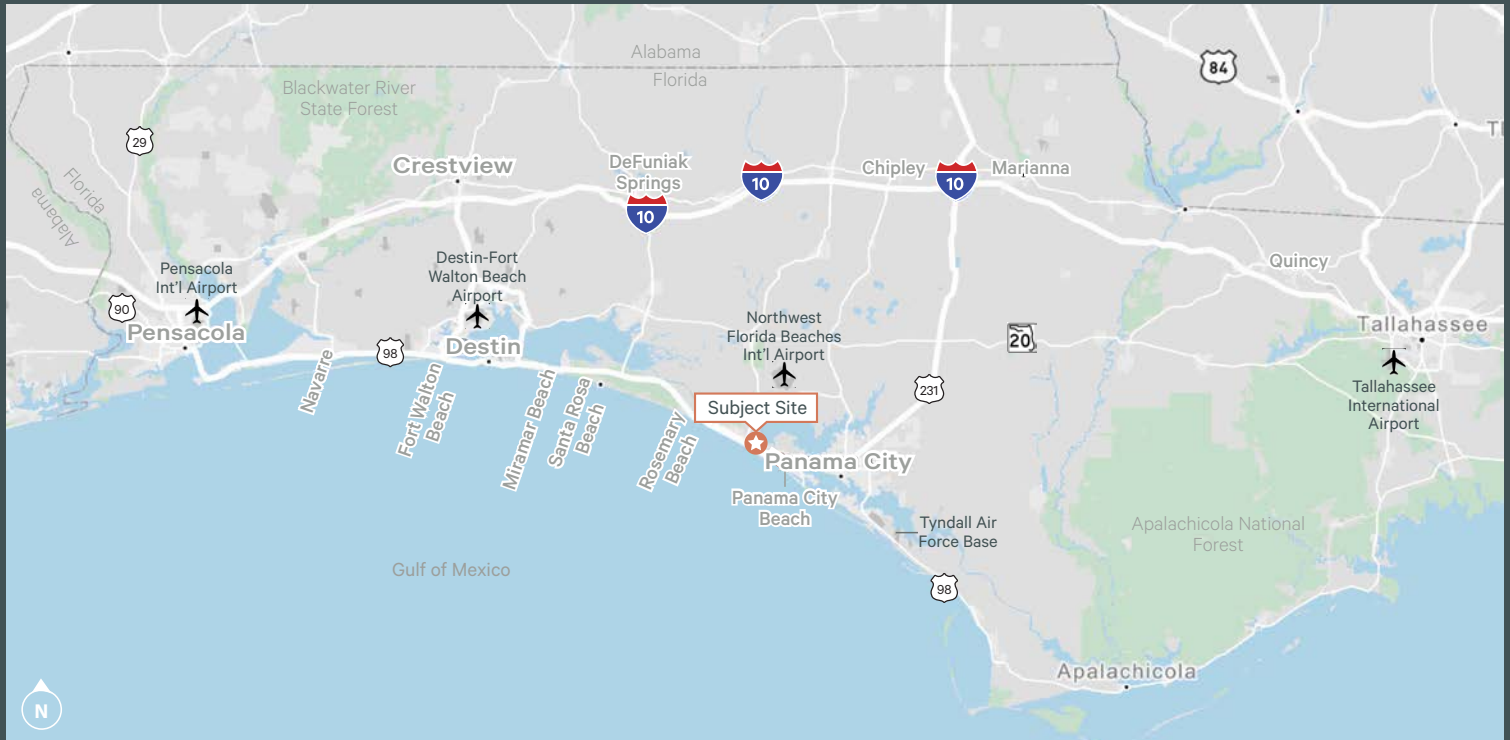 Alabama
Florida
84
Blackwater River
State Forest
29
Crestview
DeFuniak
Springs
10
10
Chipley
10
Marianna
Florida
Alabama
Pensacola
Int'l Airport
Destin-Fort
Walton Beach
Airport
Quincy
90
Pensacola
98
Destin
Northwest
Florida Beaches
Int'l Airport
20
Tallahassee
Tallahassee
International
Airport
Navarre
Fort Walton
Beach
Miramar Beach
Santa Rosa
Beach
Rosemary
Beach
Subject Site
231
Panama City
Panama City
Beach
Tyndall Air
Force Base
Apalachicola National
Forest
Gulf of Mexico
98
Apalachicola
N